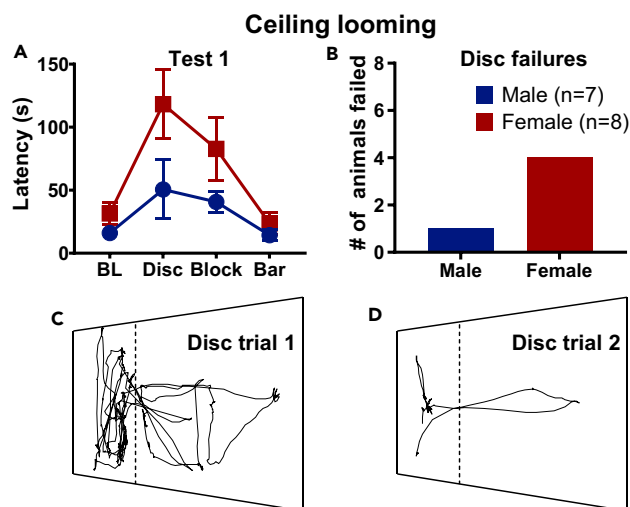 Ceiling looming
A
Test 1
Latency (s)
150
100
50
0
BL Disc Block Bar
B
Disc failures
# of animals failed
8
6
4
2
0
Male (n=7)
Female (n=8)
Male Female
C
Disc trial 1
D
Disc trial 2